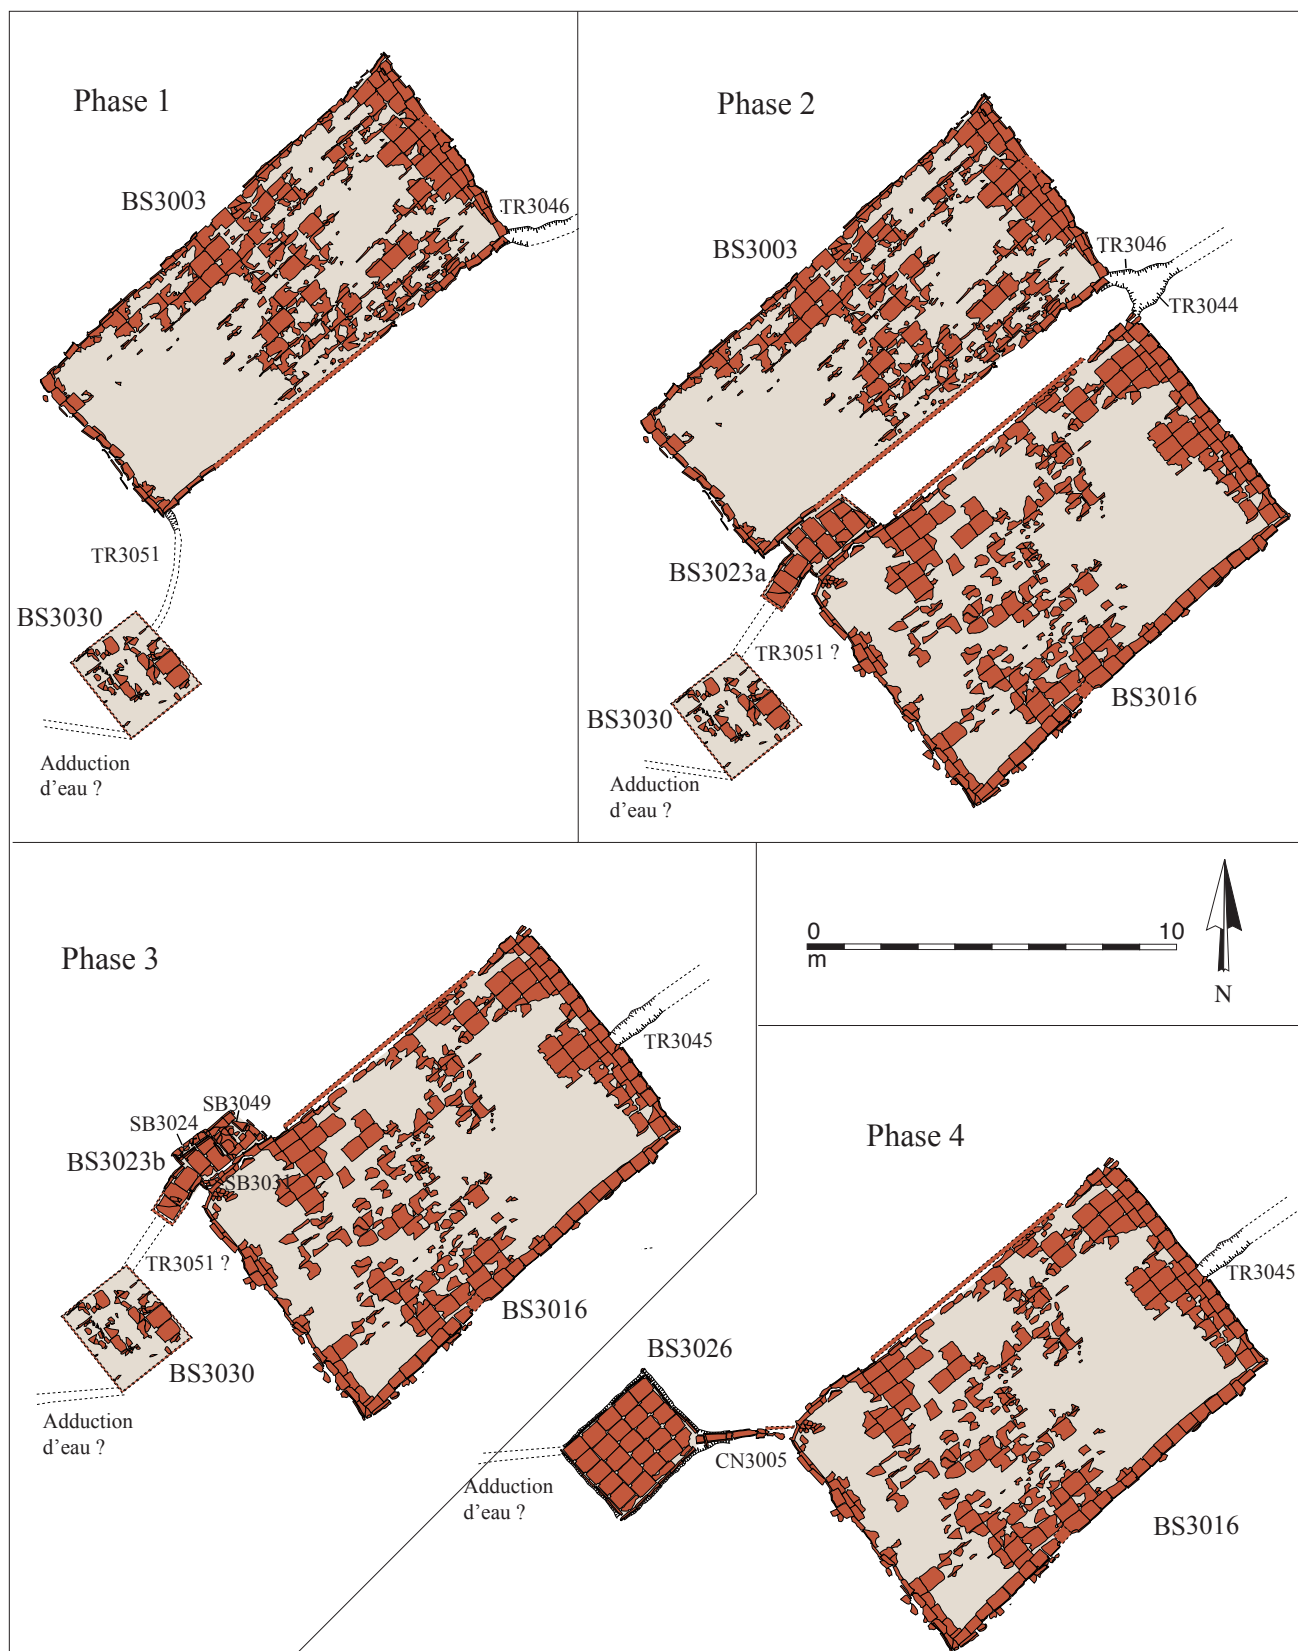 Phase 1
BS3003
TR3046
TR3051
BS3030
Adduction
d'eau ?
Phase 2
BS3003
TR3046
TR3044
BS3023a
TR3051 ?
BS3016
BS3030
Adduction
d'eau ?
Phase 3
TR3045
SB3049
SB3024
BS3023b
SB3031
TR3051 ?
BS3016
BS3030
Adduction
d'eau ?
0 10
m
N
Phase 4
TR3045
BS3026
CN3005
Adduction
d'eau ?
BS3016